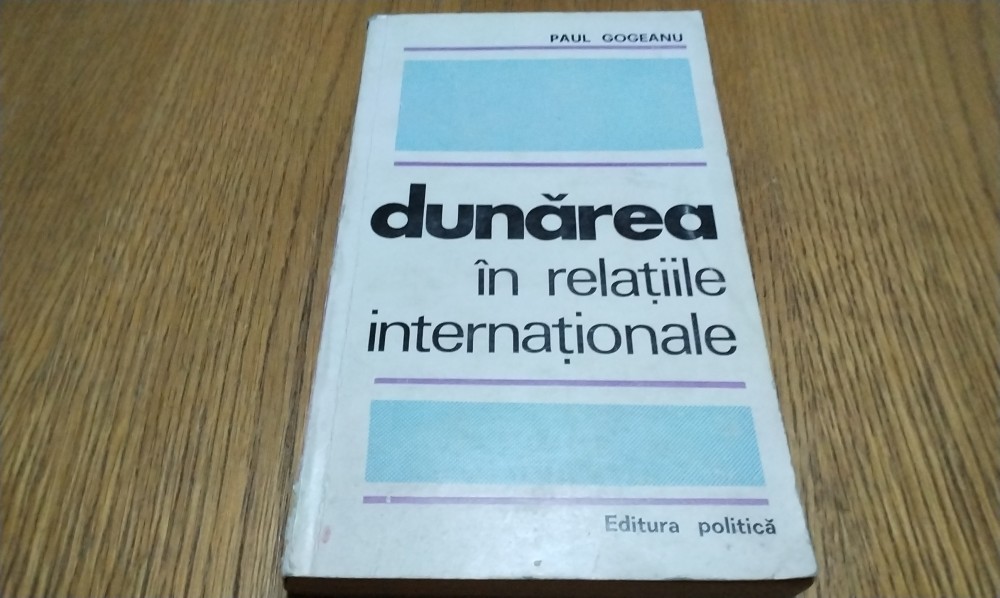 PAUL GOGEANU
dunărea
în relațiile
internaționale
Editura politică